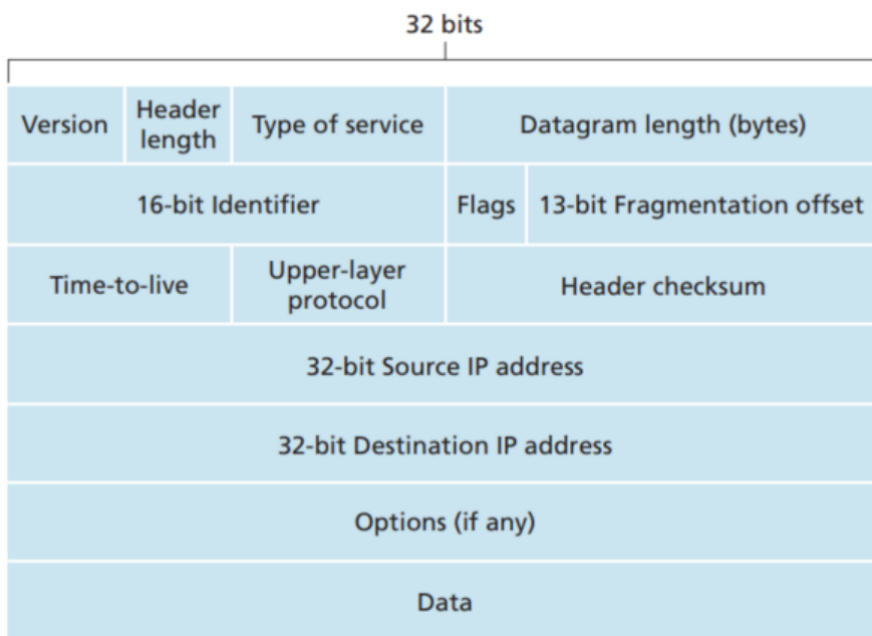 32 bits
Version
Header
length
Type of service
Datagram length (bytes)
16-bit Identifier
Flags
13-bit Fragmentation offset
Time-to-live
Upper-layer
protocol
Header checksum
32-bit Source IP address
32-bit Destination IP address
Options (if any)
Data